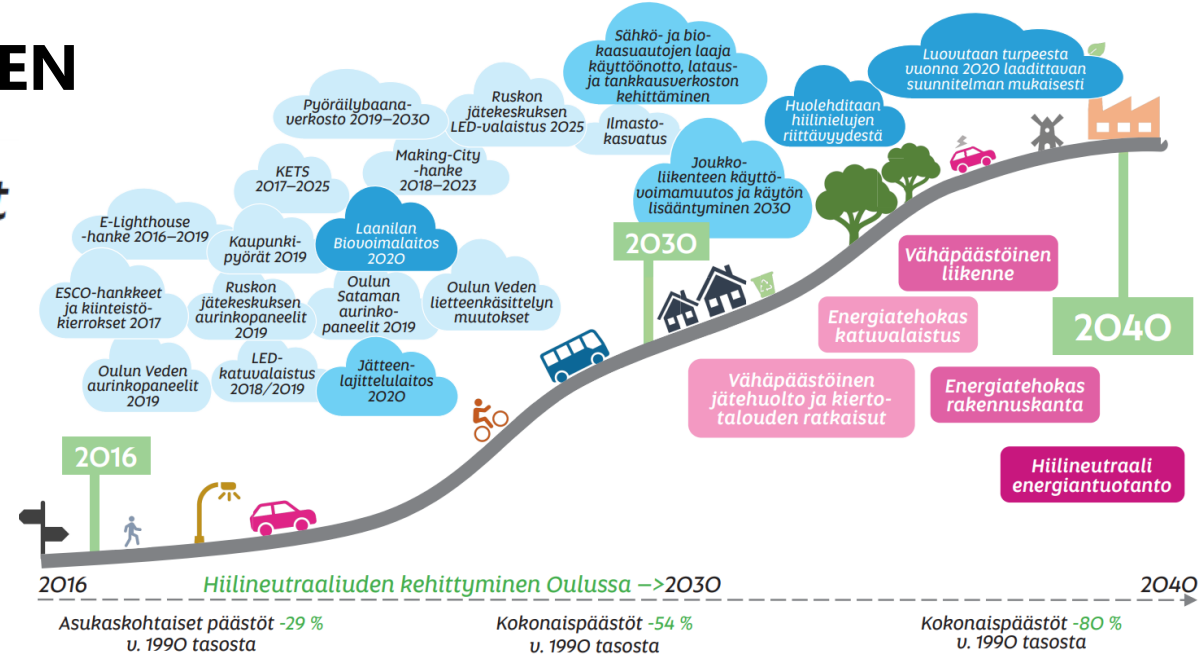 EN
t
Sähkö- ja bio-
kaasuautojen laaja
käyttöönotto, lataus-
ja tankkausverkoston
kehittäminen
Luovutaan turpeesta
vuonna 2020 laadittavan
suunnitelman mukaisesti
Pyöräilybaana-
verkosto 2019–2030
Ruskon
jätekeskuksen
LED-valaistus 2025
Ilmasto-
kasvatus
Huolehditaan
hiilinielujen
riittävyydestä
KETS
2017–2025
Making-City
-hanke
2018–2023
Joukko-
liikenteen käyttö-
voimamuutos ja käytön
lisääntyminen 2030
E-Lighthouse
-hanke 2016–2019
Kaupunki-
pyörät 2019
Laanilan
Biovoimalaitos
2020
ESCO-hankkeet
ja kiinteistö-
kierrokset 2017
Ruskon
jätekeskuksen
aurinkopaneelit
2019
Oulun
Sataman
aurinko-
paneelit 2019
Oulun Veden
lietteenkäsittelyn
muutokset
Oulun Veden
aurinkopaneelit
2019
LED-
katuvalaistus
2018/2019
Jätteen-
lajittelulaitos
2020
2016
2030
2040
Vähäpäästöinen
liikenne
Energiatehokas
katuvalaistus
Vähäpäästöinen
jätehuolto ja kierto-
talouden ratkaisut
Energiatehokas
rakennuskanta
Hiilineutraali
energiantuotanto
2016 Hiilineutraaliuden kehittyminen Oulussa –>2030 2040
Asukaskohtaiset päästöt -29 %
v. 1990 tasosta
Kokonaispäästöt -54 %
v. 1990 tasosta
Kokonaispäästöt -80 %
v. 1990 tasosta